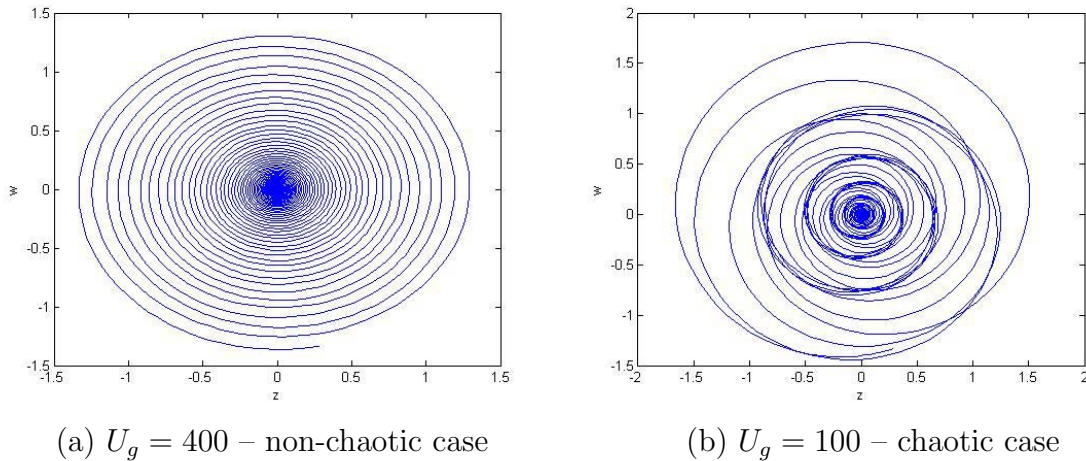 1.5
1
0.5
0
-0.5
-1
-1.5
w
-1.5 -1 -0.5 0 0.5 1 1.5
z
2
1.5
1
0.5
0
-0.5
-1
-1.5
w
-2 -1.5 -1 -0.5 0 0.5 1 1.5 2
z
(a) U_g = 400 – non-chaotic case
(b) U_g = 100 – chaotic case